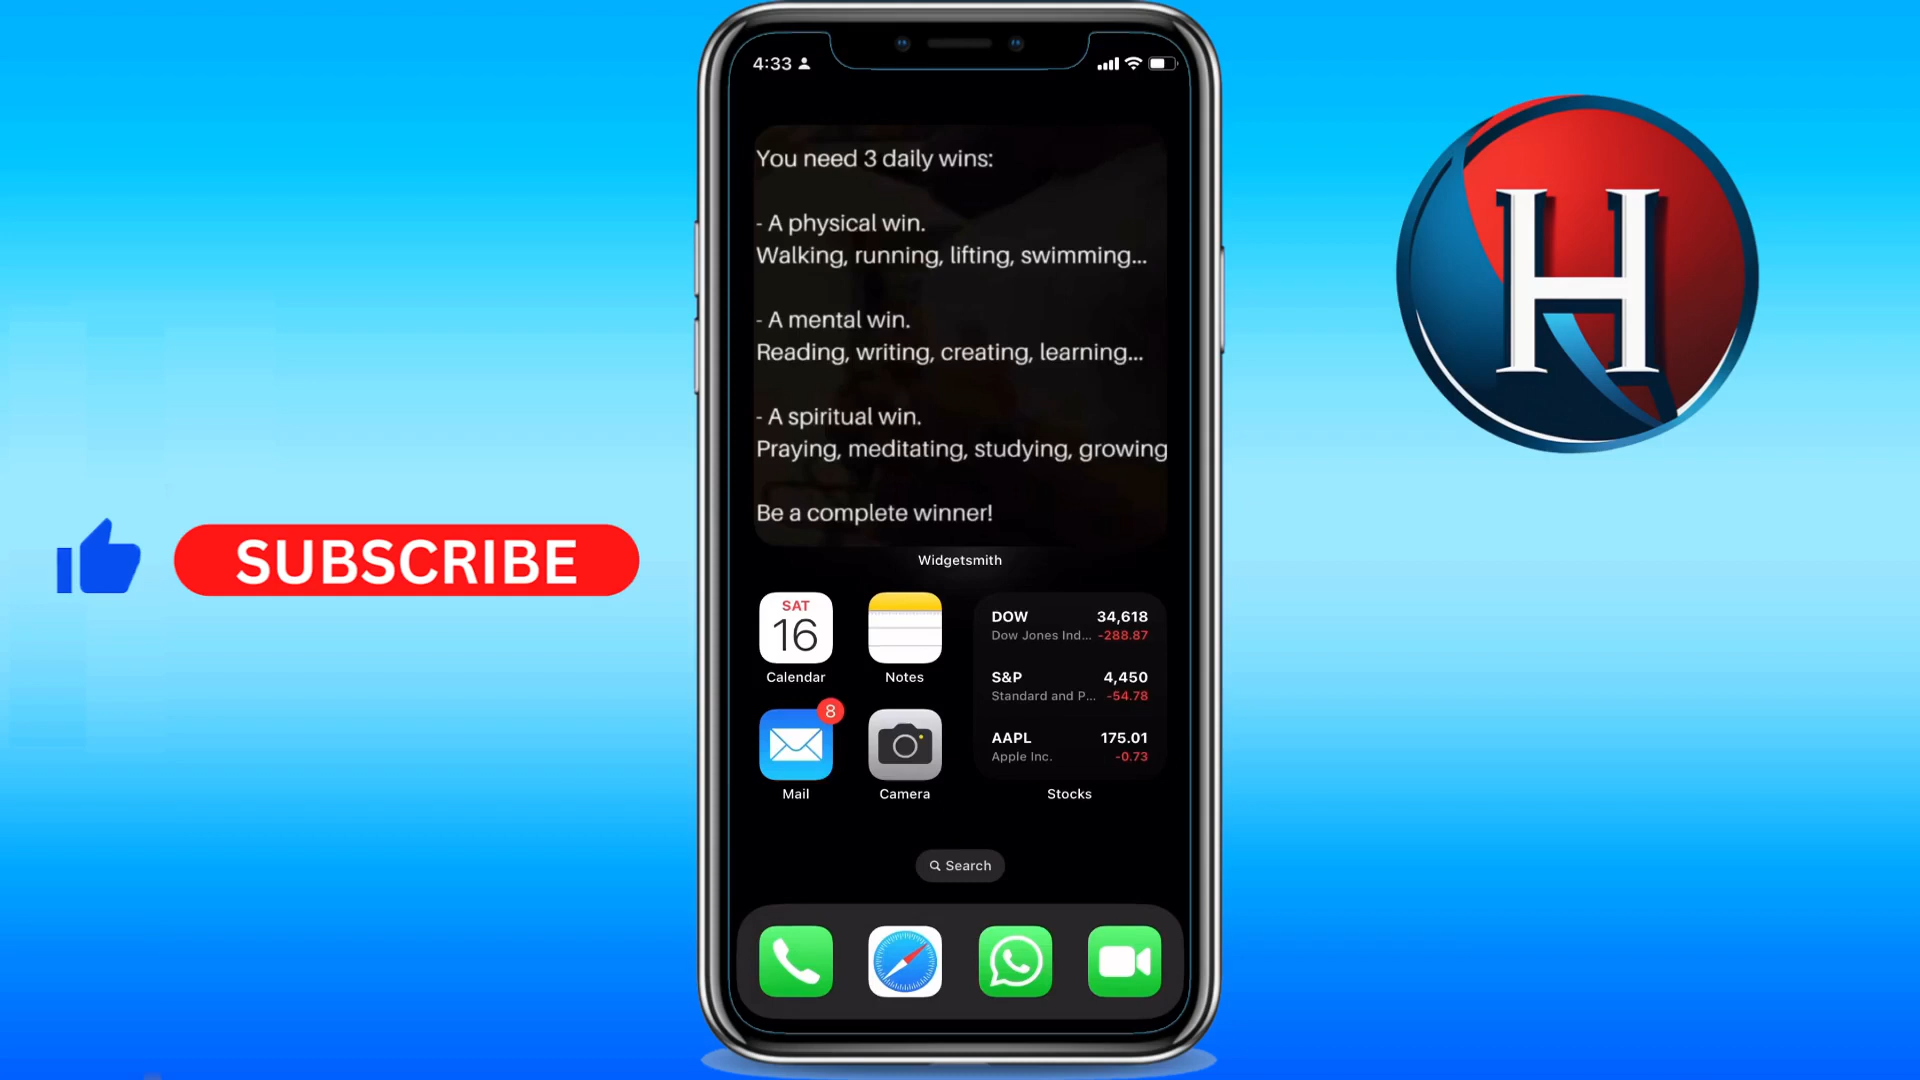 4:33
You need 3 daily wins:
- A physical win.
Walking, running, lifting, swimming...
- A mental win.
Reading, writing, creating, learning...
- A spiritual win.
Praying, meditating, studying, growing
Be a complete winner!
Widgetsmith
SAT
16
Calendar
Notes
DOW 34,618
Dow Jones Ind... -288.87
S&P 4,450
Standard and P... -54.78
AAPL 175.01
Apple Inc. -0.73
Stocks
8
Mail
Camera
Search
SUBSCRIBE
H